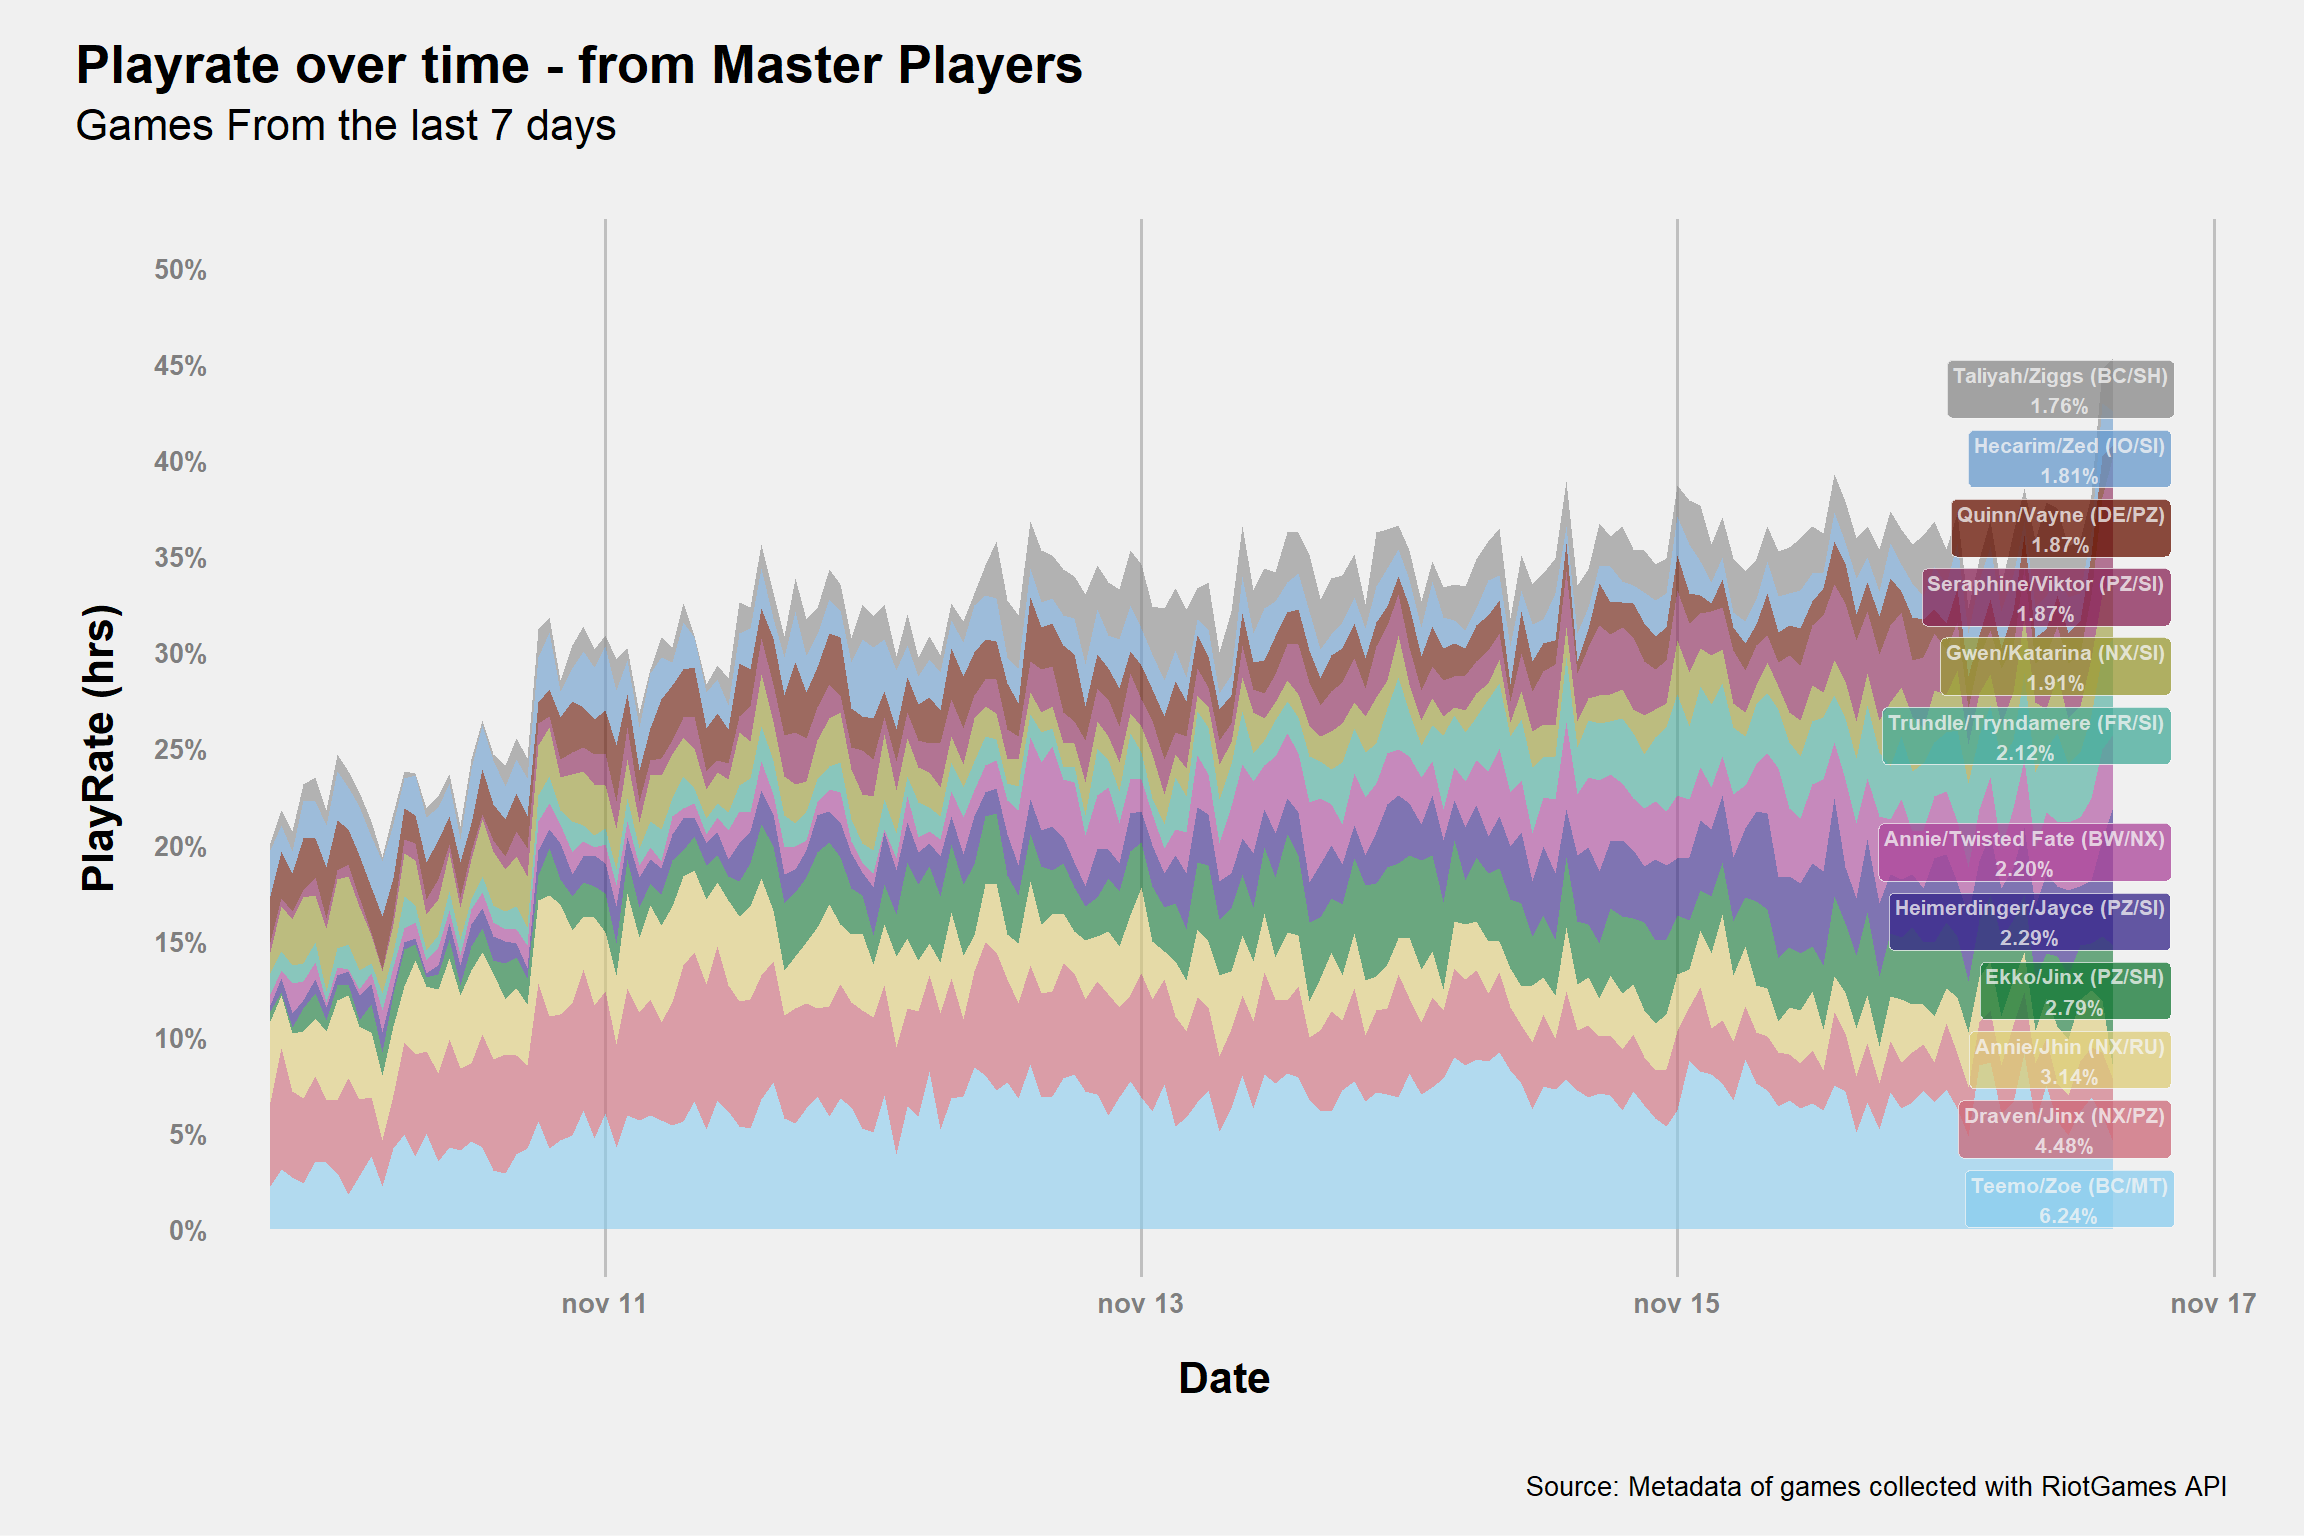 Playrate over time - from Master Players
Games From the last 7 days
PlayRate (hrs)
50%
45%
40%
35%
30%
25%
20%
15%
10%
5%
0%
Taliyah/Ziggs (BC/SH)
1.76%
Hecarim/Zed (IO/SI)
1.81%
Quinn/Vayne (DE/PZ)
1.87%
Seraphine/Viktor (PZ/SI)
1.87%
Gwen/Katarina (NX/SI)
1.91%
Trundle/Tryndamere (FR/SI)
2.12%
Annie/Twisted Fate (BW/NX)
2.20%
Heimerdinger/Jayce (PZ/SI)
2.29%
Ekko/Jinx (PZ/SH)
2.79%
Annie/Jhin (NX/RU)
3.14%
Draven/Jinx (NX/PZ)
4.48%
Teemo/Zoe (BC/MT)
6.24%
nov 11
nov 13
nov 15
nov 17
Date
Source: Metadata of games collected with RiotGames API